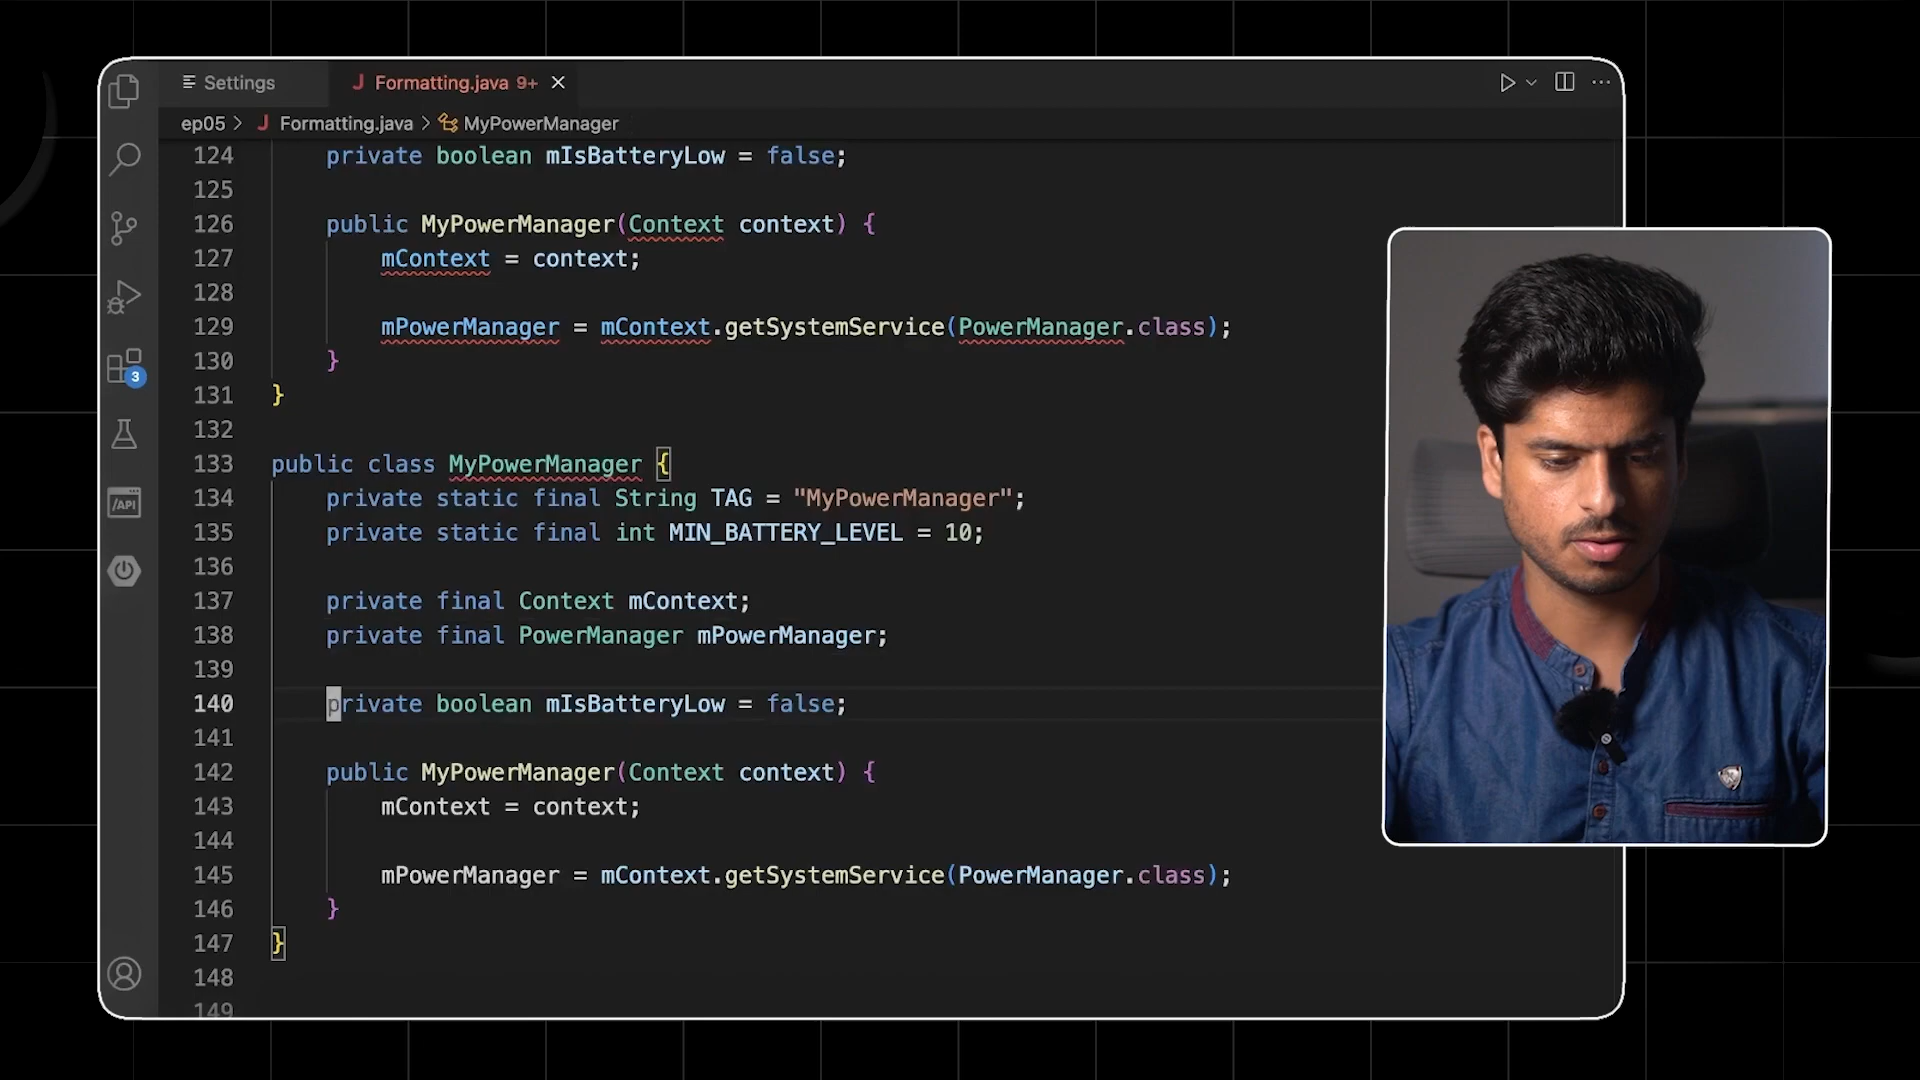 Settings
J Formatting.java 9+
ep05 > J Formatting.java > MyPowerManager
124 private boolean mIsBatteryLow = false;
125
126 public MyPowerManager(Context context) {
127 mContext = context;
128
129 mPowerManager = mContext.getSystemService(PowerManager.class);
130 }
131 }
132
133 public class MyPowerManager {
134 private static final String TAG = "MyPowerManager";
135 private static final int MIN_BATTERY_LEVEL = 10;
136
137 private final Context mContext;
138 private final PowerManager mPowerManager;
139
140 private boolean mIsBatteryLow = false;
141
142 public MyPowerManager(Context context) {
143 mContext = context;
144
145 mPowerManager = mContext.getSystemService(PowerManager.class);
146 }
147 }
148
149
3
/API